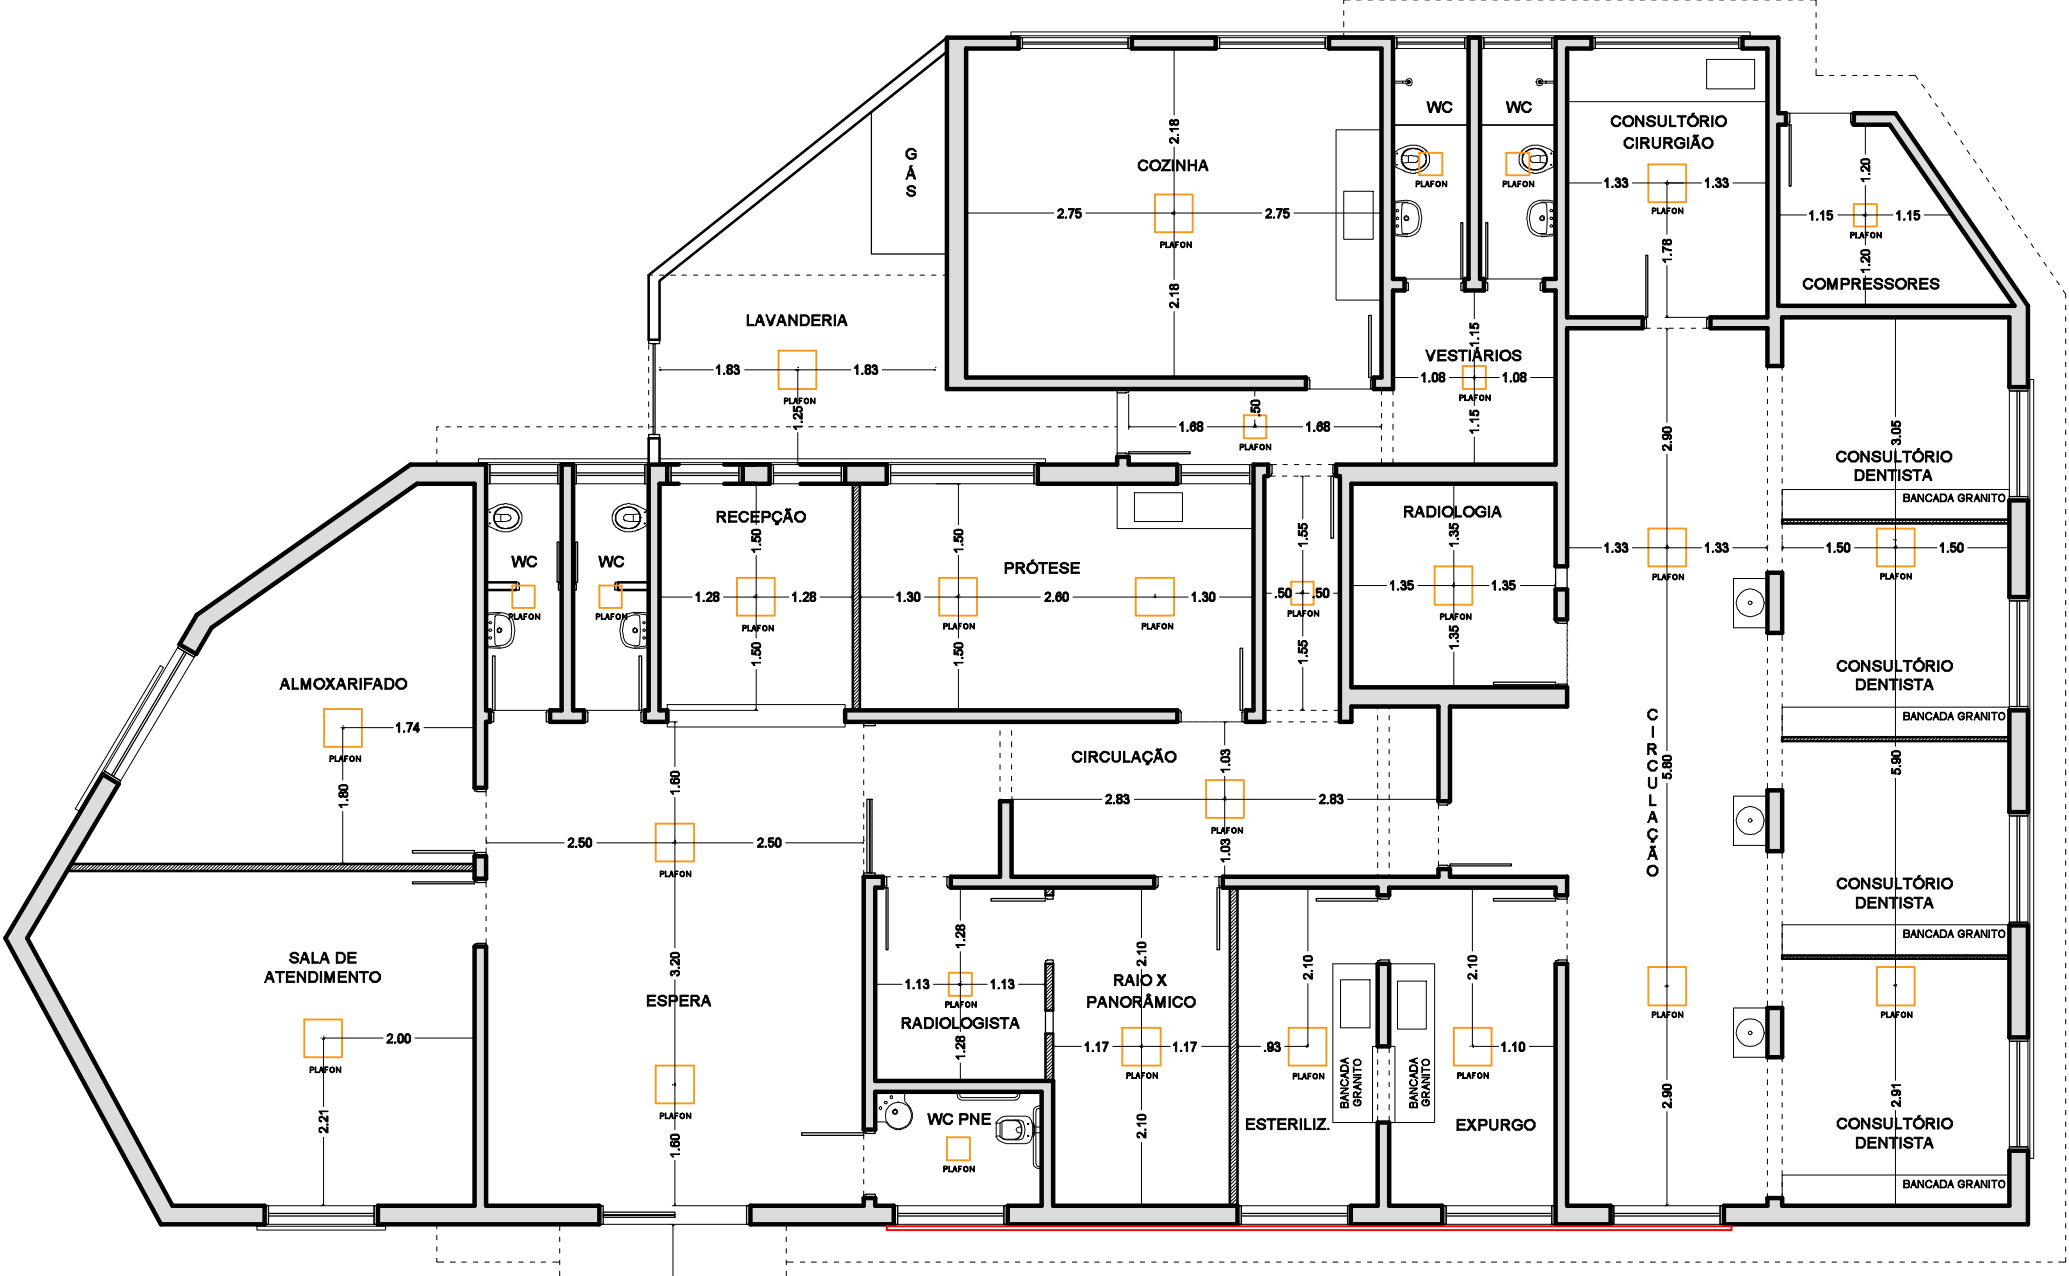 WC
WC
CONSULTÓRIO
CIRURGIÃO
GÁS
2.18
COZINHA
PLAFON
PLAFON
1.33
1.33
PLAFON
1.20
2.75
2.75
PLAFON
1.15
1.15
PLAFON
1.78
1.20
COMPRESSORES
2.18
LAVANDERIA
1.15
VESTIÁRIOS
1.83
1.83
PLAFON
1.08
1.08
PLAFON
1.25
.50
1.68
1.68
PLAFON
1.15
2.90
3.05
CONSULTÓRIO
DENTISTA
BANCADA GRANITO
RECEPÇÃO
1.50
1.50
1.55
RADIOLOGIA
1.35
WC
WC
PRÓTESE
1.33
1.33
PLAFON
1.50
1.50
PLAFON
PLAFON
PLAFON
1.28
1.28
PLAFON
1.30
2.60
1.30
PLAFON
PLAFON
.50
.50
PLAFON
1.35
1.35
PLAFON
1.50
1.50
1.55
1.35
CONSULTÓRIO
DENTISTA
BANCADA GRANITO
ALMOXARIFADO
1.74
PLAFON
1.80
1.60
CIRCULAÇÃO
1.03
CIRCULAÇÃO
5.80
5.90
2.83
2.83
PLAFON
2.50
2.50
PLAFON
1.03
CONSULTÓRIO
DENTISTA
BANCADA GRANITO
SALA DE
ATENDIMENTO
3.20
ESPERA
1.28
2.10
2.10
2.10
1.13
1.13
PLAFON
RADIOLOGISTA
RAIO X
PANORÂMICO
PLAFON
PLAFON
2.00
PLAFON
1.28
1.17
1.17
PLAFON
.93
PLAFON
BANCADA
GRANITO
BANCADA
GRANITO
1.10
PLAFON
2.21
PLAFON
1.60
WC PNE
PLAFON
2.10
ESTERILIZ.
EXPURGO
2.90
2.91
CONSULTÓRIO
DENTISTA
BANCADA GRANITO